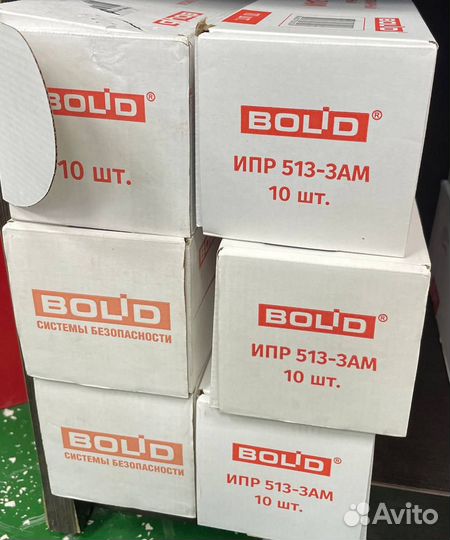 BOLID®
10 шт.
BOLID®
ИПР 513-3АМ
10 шт.
BOLID
СИСТЕМЫ БЕЗОПАСНОСТИ
BOLID®
ИПР 513-3АМ
10 шт.
BOLID
СИСТЕМЫ БЕЗОПАСНОСТИ
BOLID®
ИПР 513-3АМ
10 шт.
Avito